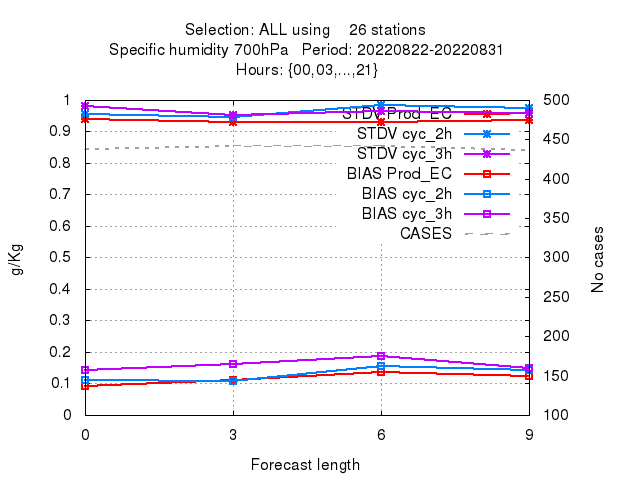 Selection: ALL using 26 stations
Specific humidity 700hPa Period: 20220822-20220831
Hours: {00,03,...,21}
1
0.9
0.8
0.7
0.6
0.5
0.4
0.3
0.2
0.1
0
500
450
400
350
300
250
200
150
100
STDV Prod_EC
STDV cyc_2h
STDV cyc_3h
BIAS Prod_EC
BIAS cyc_2h
BIAS cyc_3h
CASES
g/Kg
No cases
0 3 6 9
Forecast length